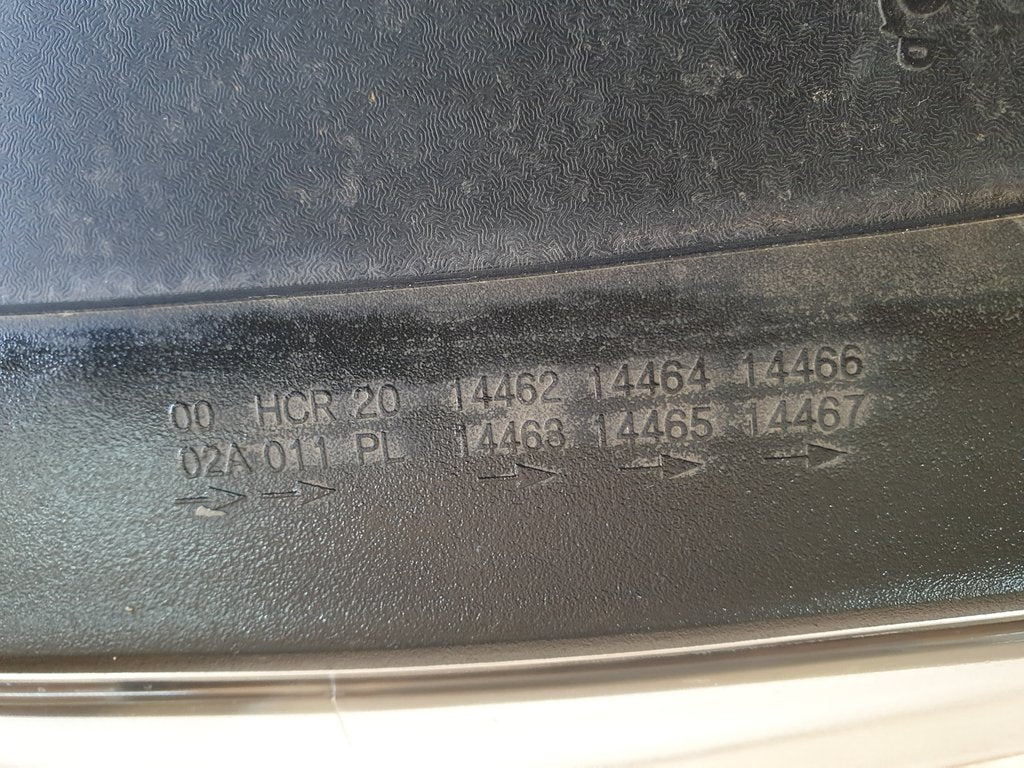 00 HCR 20 14462 14464 14466
02A 011 PL 14463 14465 14467
→ → → → →